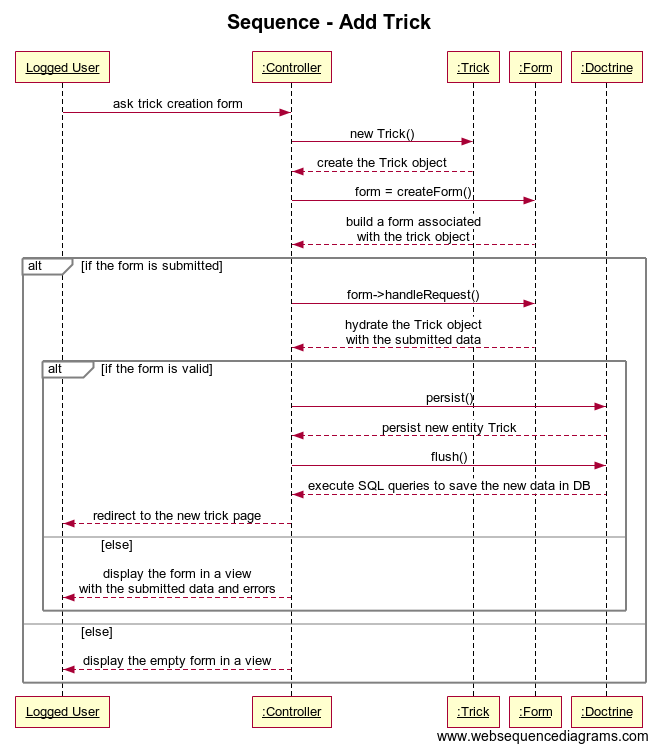 Sequence - Add Trick
Logged User :Controller :Trick :Form :Doctrine
ask trick creation form
new Trick()
create the Trick object
form = createForm()
build a form associated
with the trick object
alt [if the form is submitted]
form->handleRequest()
hydrate the Trick object
with the submitted data
alt [if the form is valid]
persist()
persist new entity Trick
flush()
execute SQL queries to save the new data in DB
redirect to the new trick page
[else]
display the form in a view
with the submitted data and errors
[else]
display the empty form in a view
Logged User :Controller :Trick :Form :Doctrine
www.websequencediagrams.com